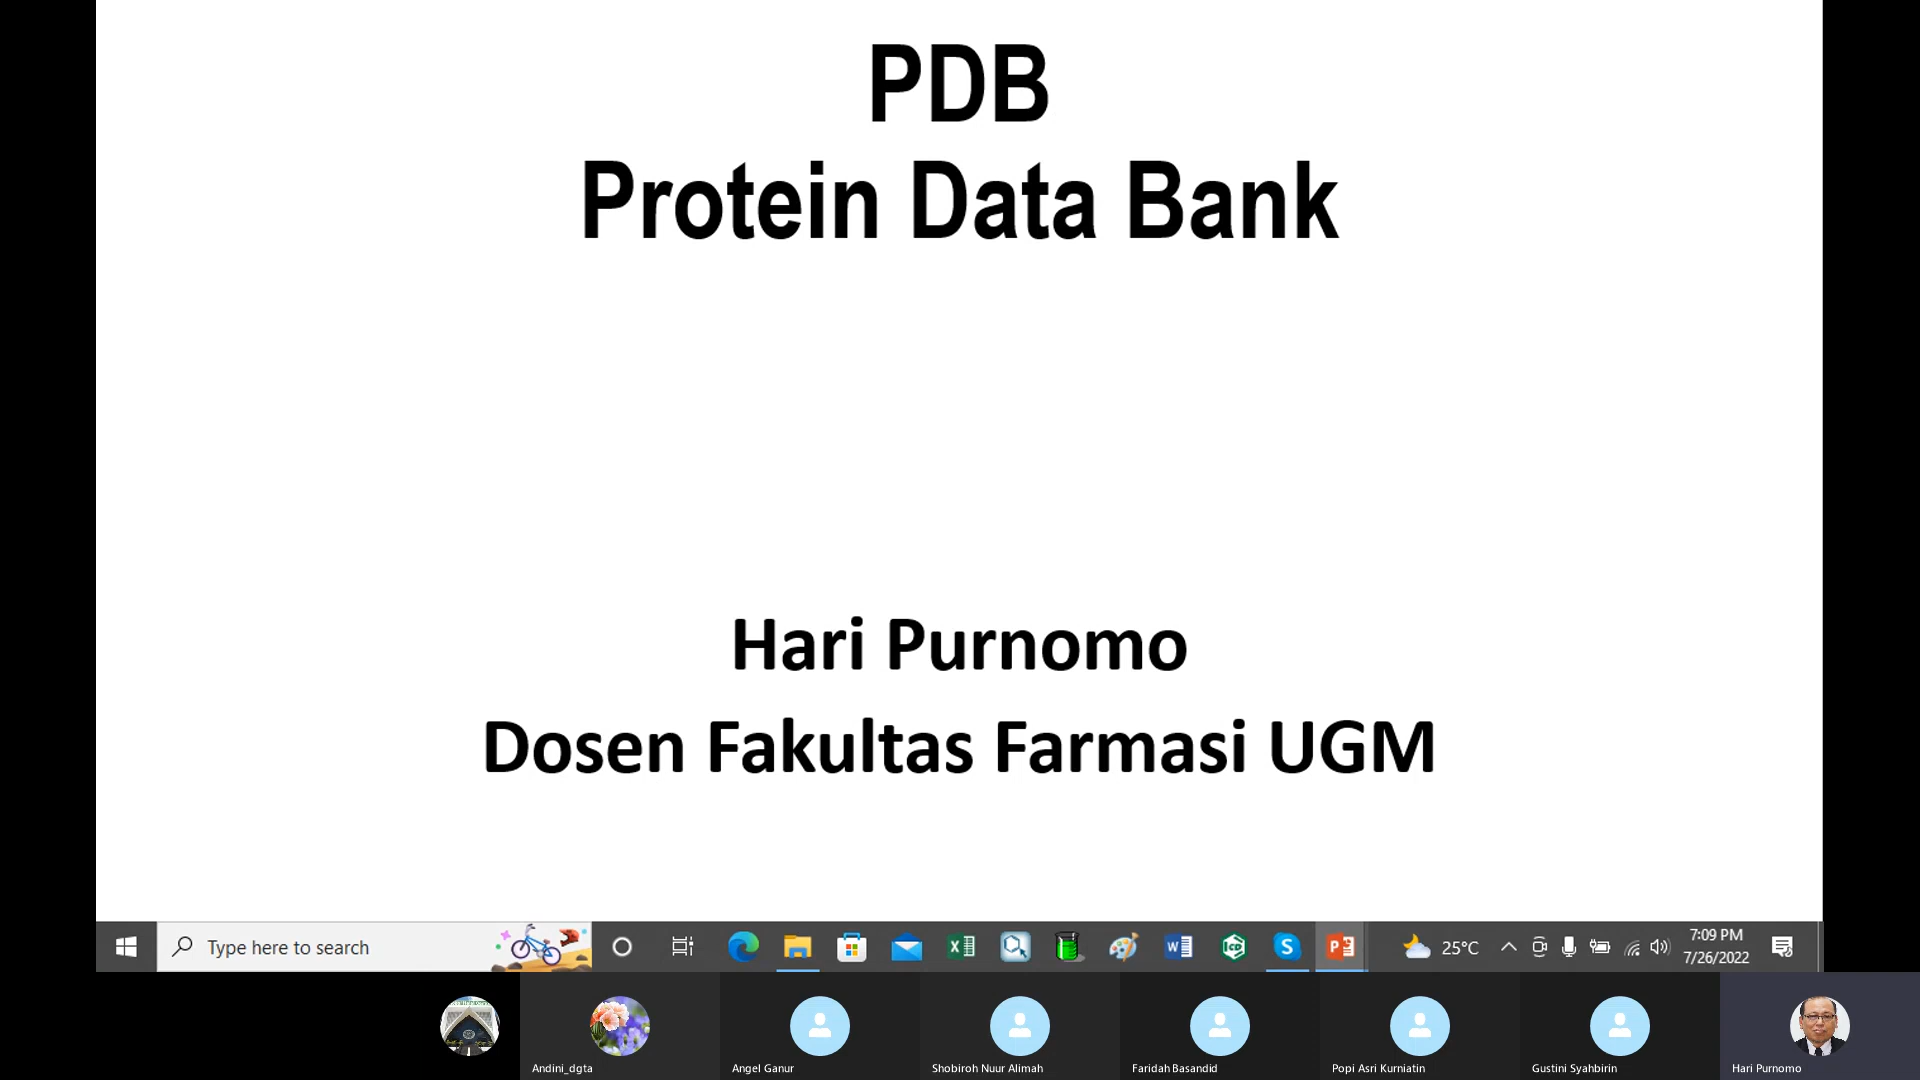 PDB
Protein Data Bank
Hari Purnomo
Dosen Fakultas Farmasi UGM
Type here to search
25°C
7:09 PM
7/26/2022
Andini_dgta
Angel Ganur
Shobiroh Nuur Alimah
Faridah Basandid
Popi Asri Kurniatin
Gustini Syahbirin
Hari Purnomo